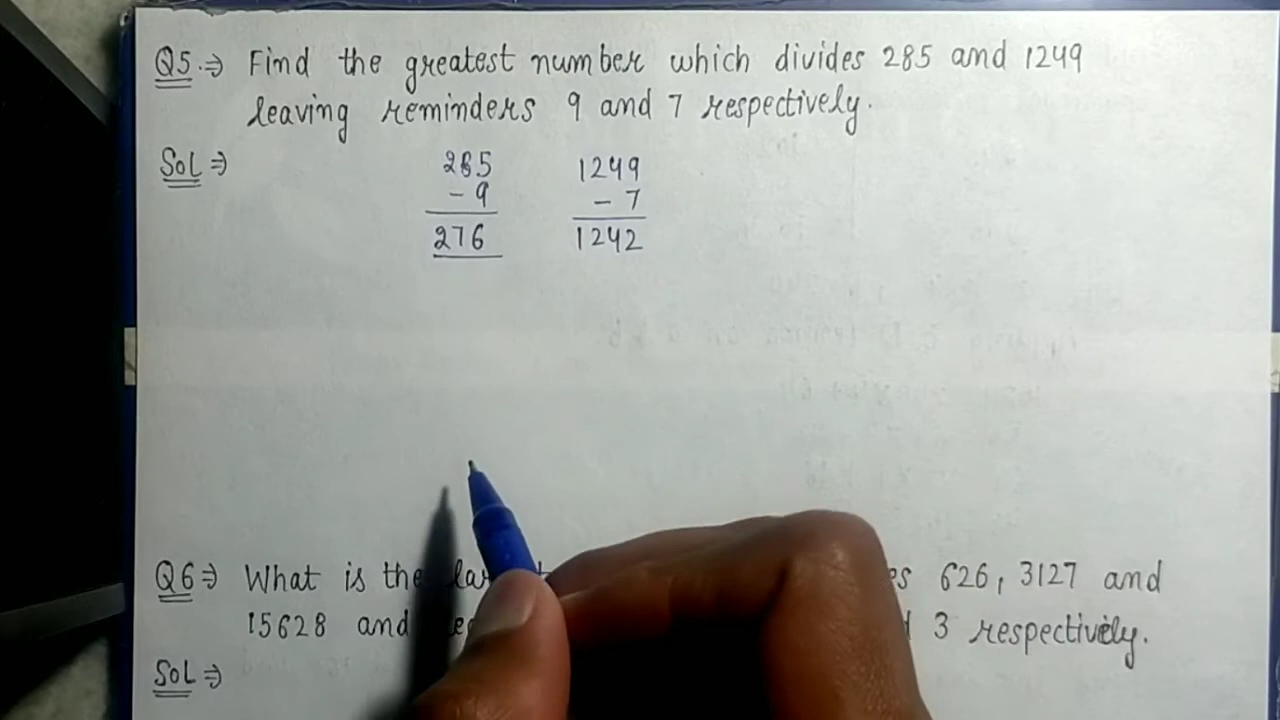 Q5.⇒ Find the greatest number which divides 285 and 1249
leaving reminders 9 and 7 respectively.
Sol ⇒
285 1249
- 9 - 7
276 1242
Q6⇒ What is the 626, 3127 and
15628 and 3 respectively.
Sol ⇒